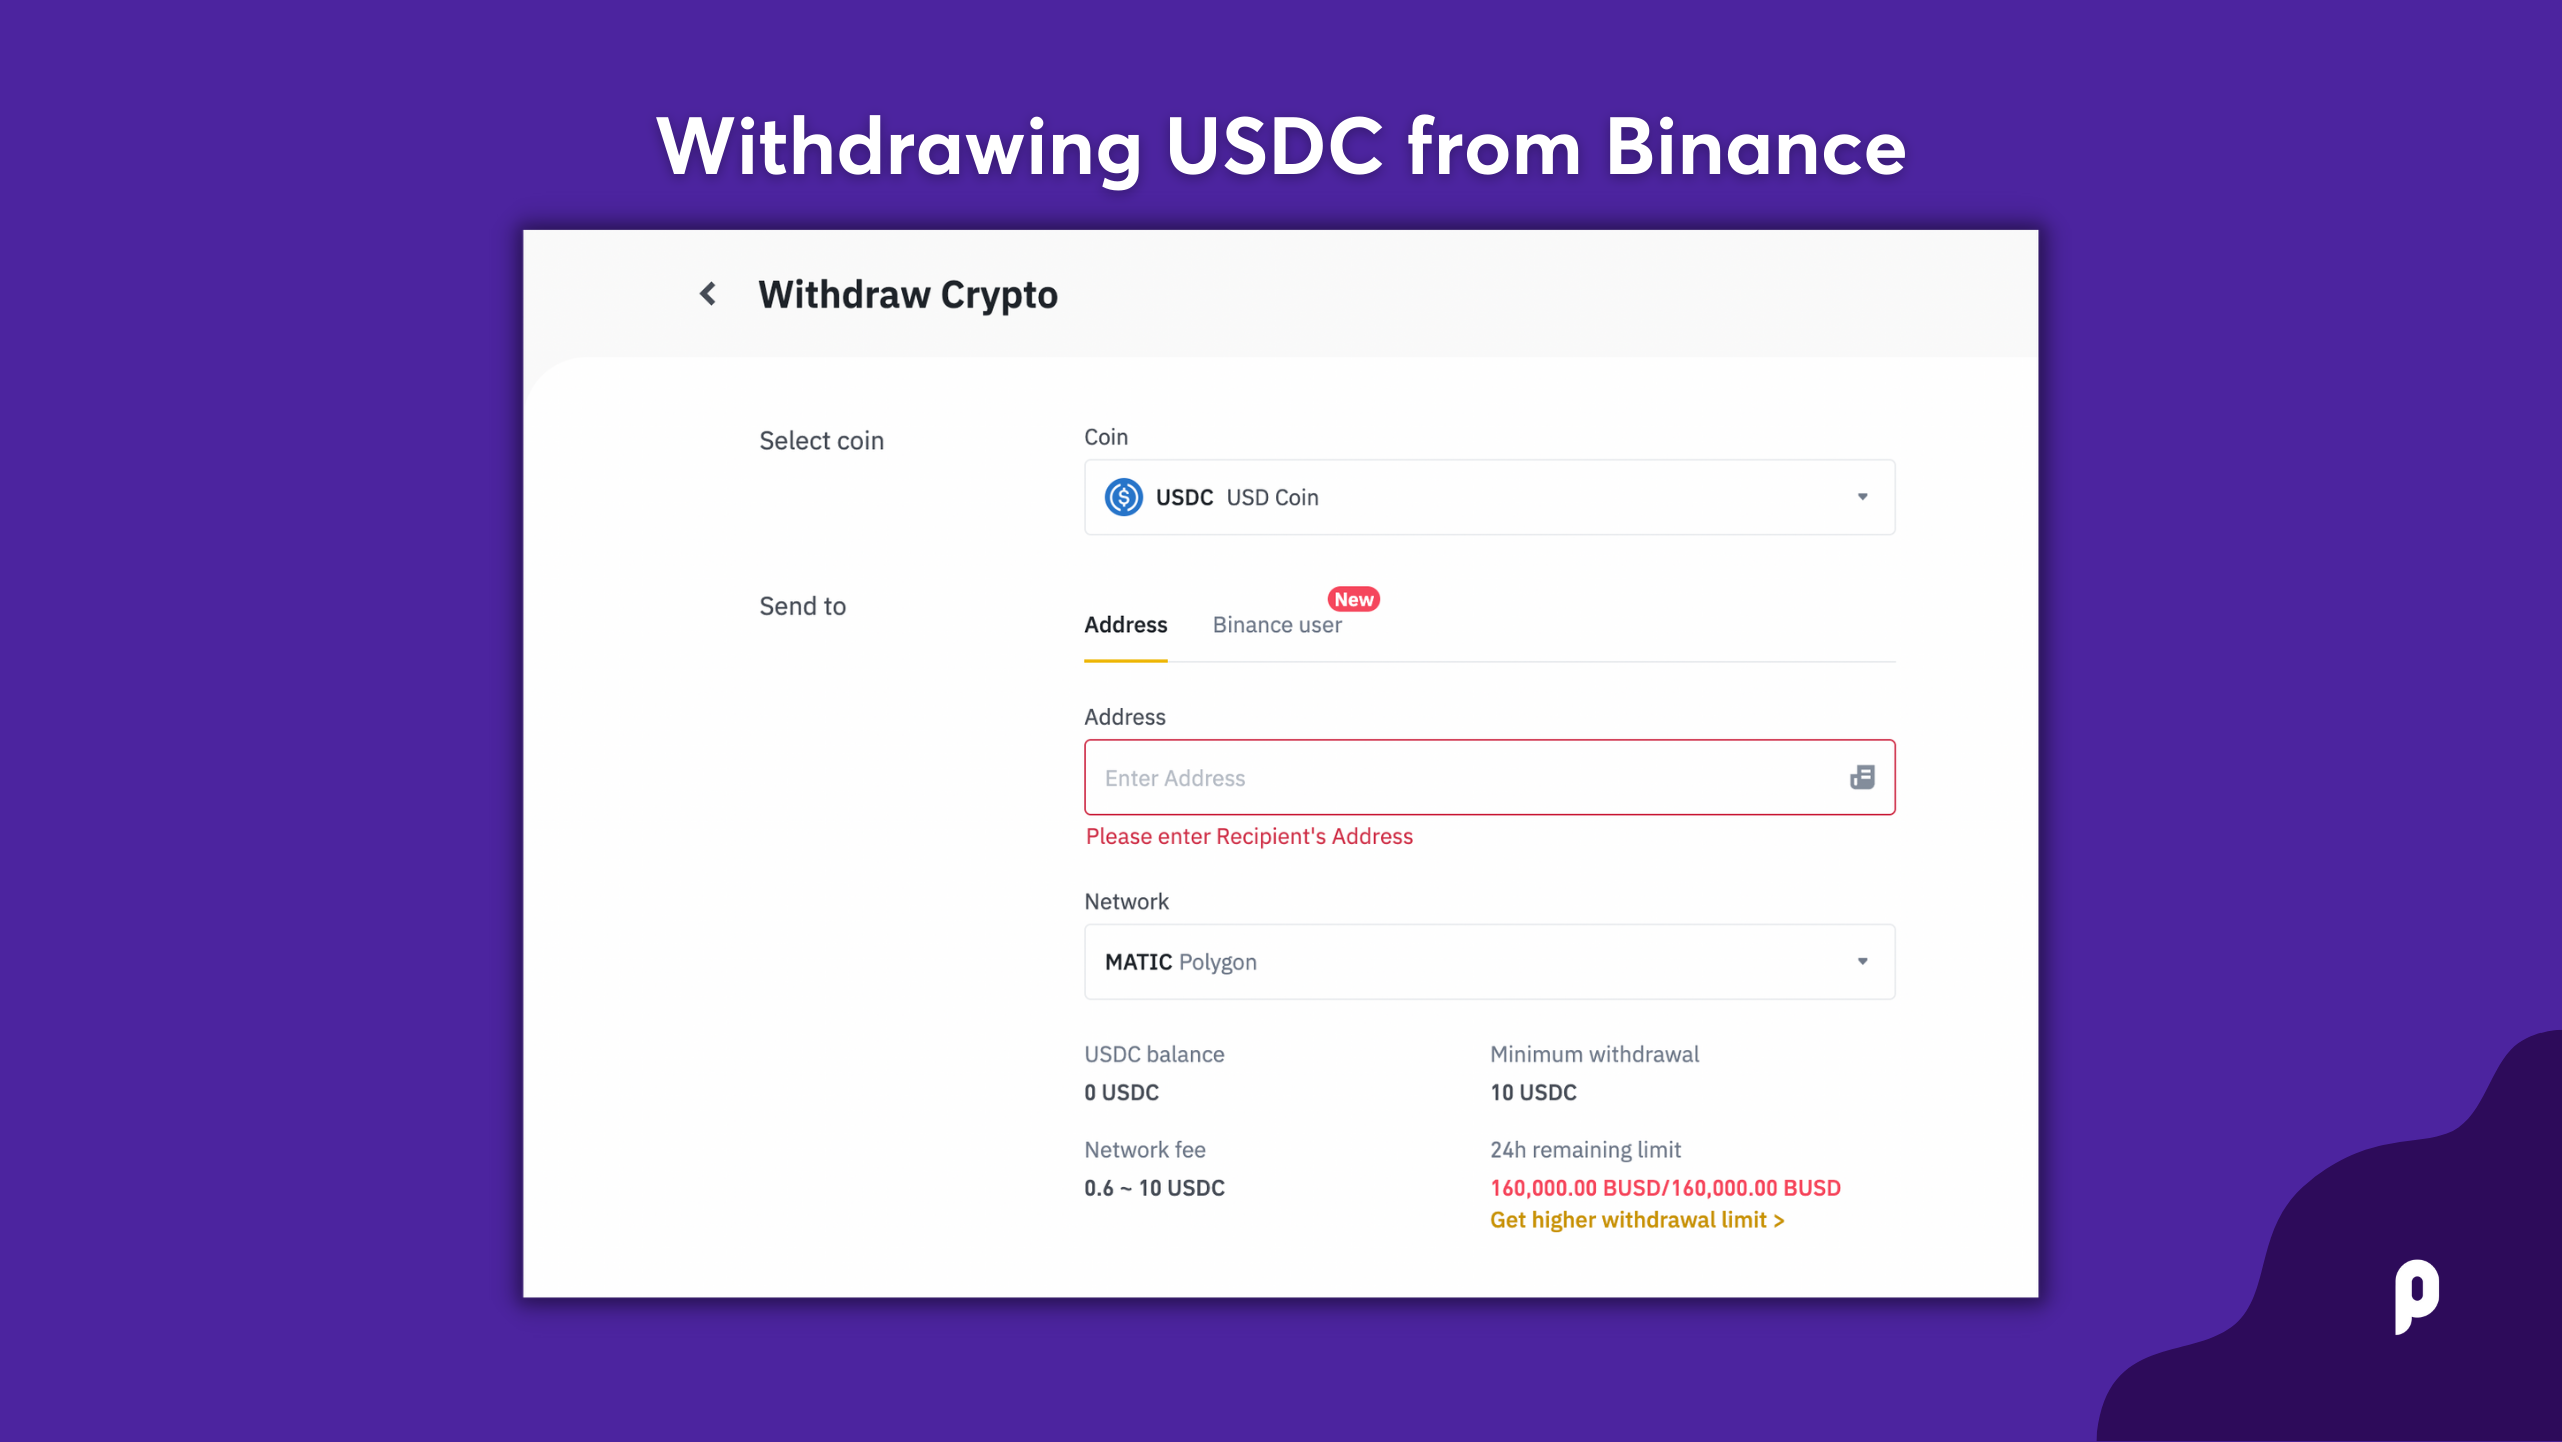 Withdrawing USDC from Binance
Withdraw Crypto
Select coin
Coin
USDC USD Coin
Send to
New
Address Binance user
Address
Enter Address
Please enter Recipient's Address
Network
MATIC Polygon
USDC balance
0 USDC
Minimum withdrawal
10 USDC
Network fee
0.6 ~ 10 USDC
24h remaining limit
160,000.00 BUSD/160,000.00 BUSD
Get higher withdrawal limit >